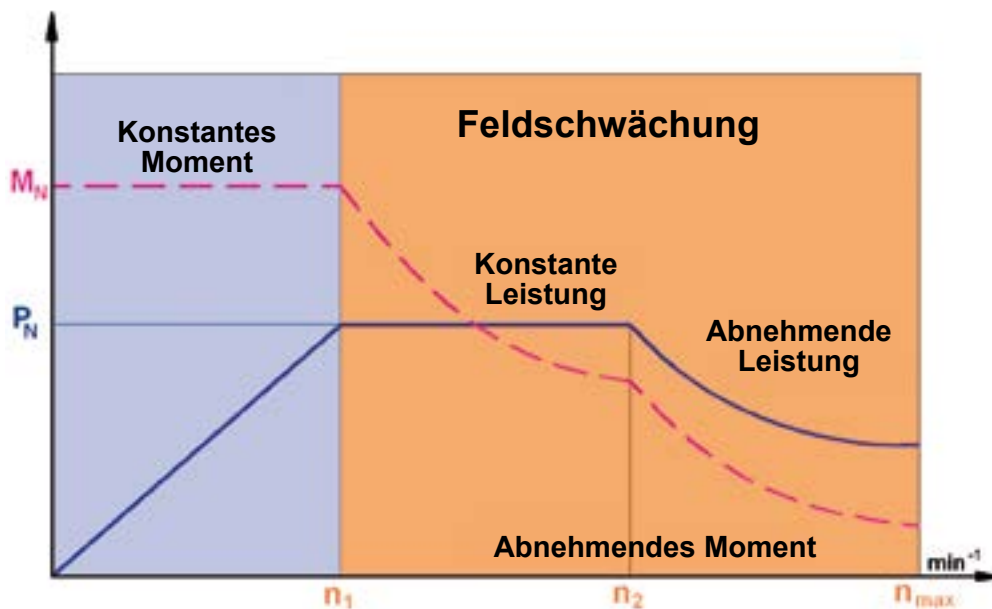 Konstantes
Moment
Feldschwächung
M_N
Konstante
Leistung
P_N
Abnehmende
Leistung
Abnehmendes Moment
min⁻¹
n₁
n₂
n_max